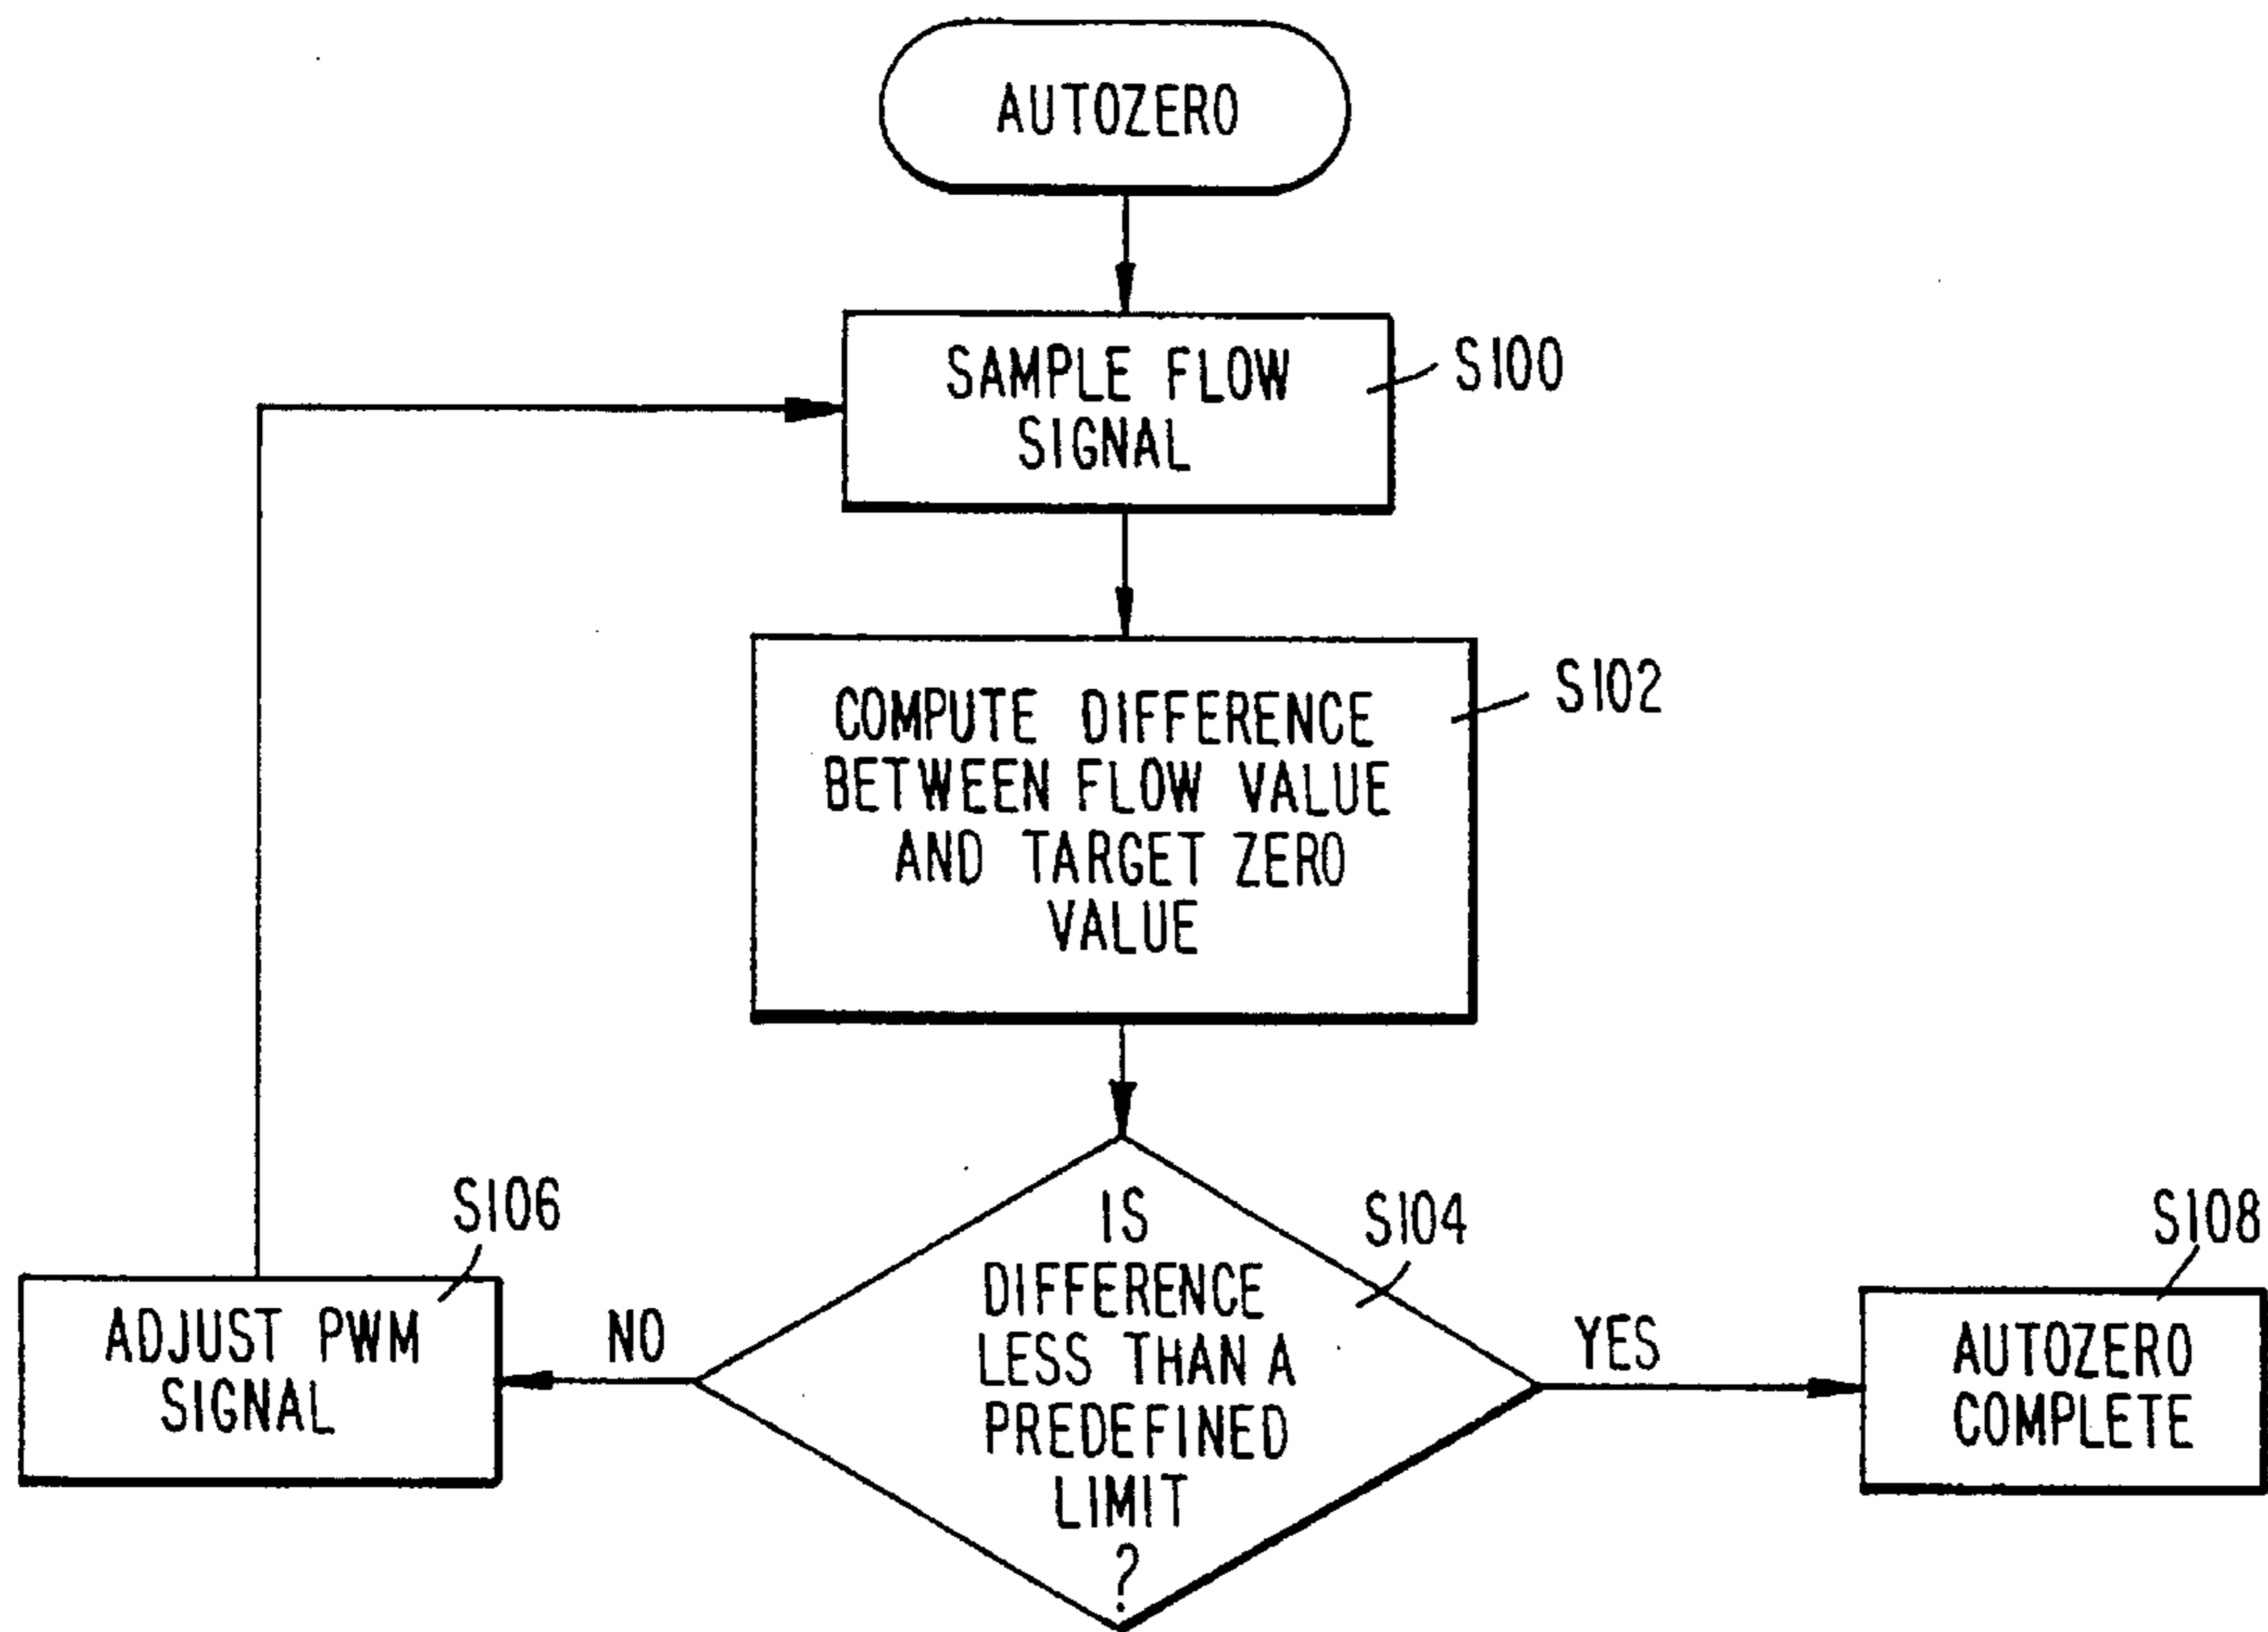 AUTOZERO
SAMPLE FLOW
SIGNAL
S100
COMPUTE DIFFERENCE
BETWEEN FLOW VALUE
AND TARGET ZERO
VALUE
S102
IS
DIFFERENCE
LESS THAN A
PREDEFINED
LIMIT
?
S104
NO
ADJUST PWM
SIGNAL
S106
YES
AUTOZERO
COMPLETE
S108